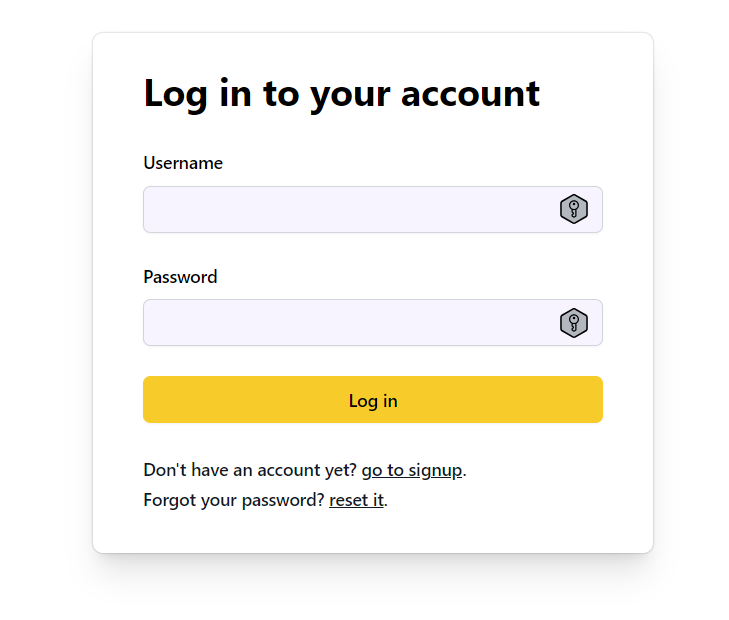 Log in to your account
Username
Password
Log in
Don't have an account yet? go to signup.
Forgot your password? reset it.